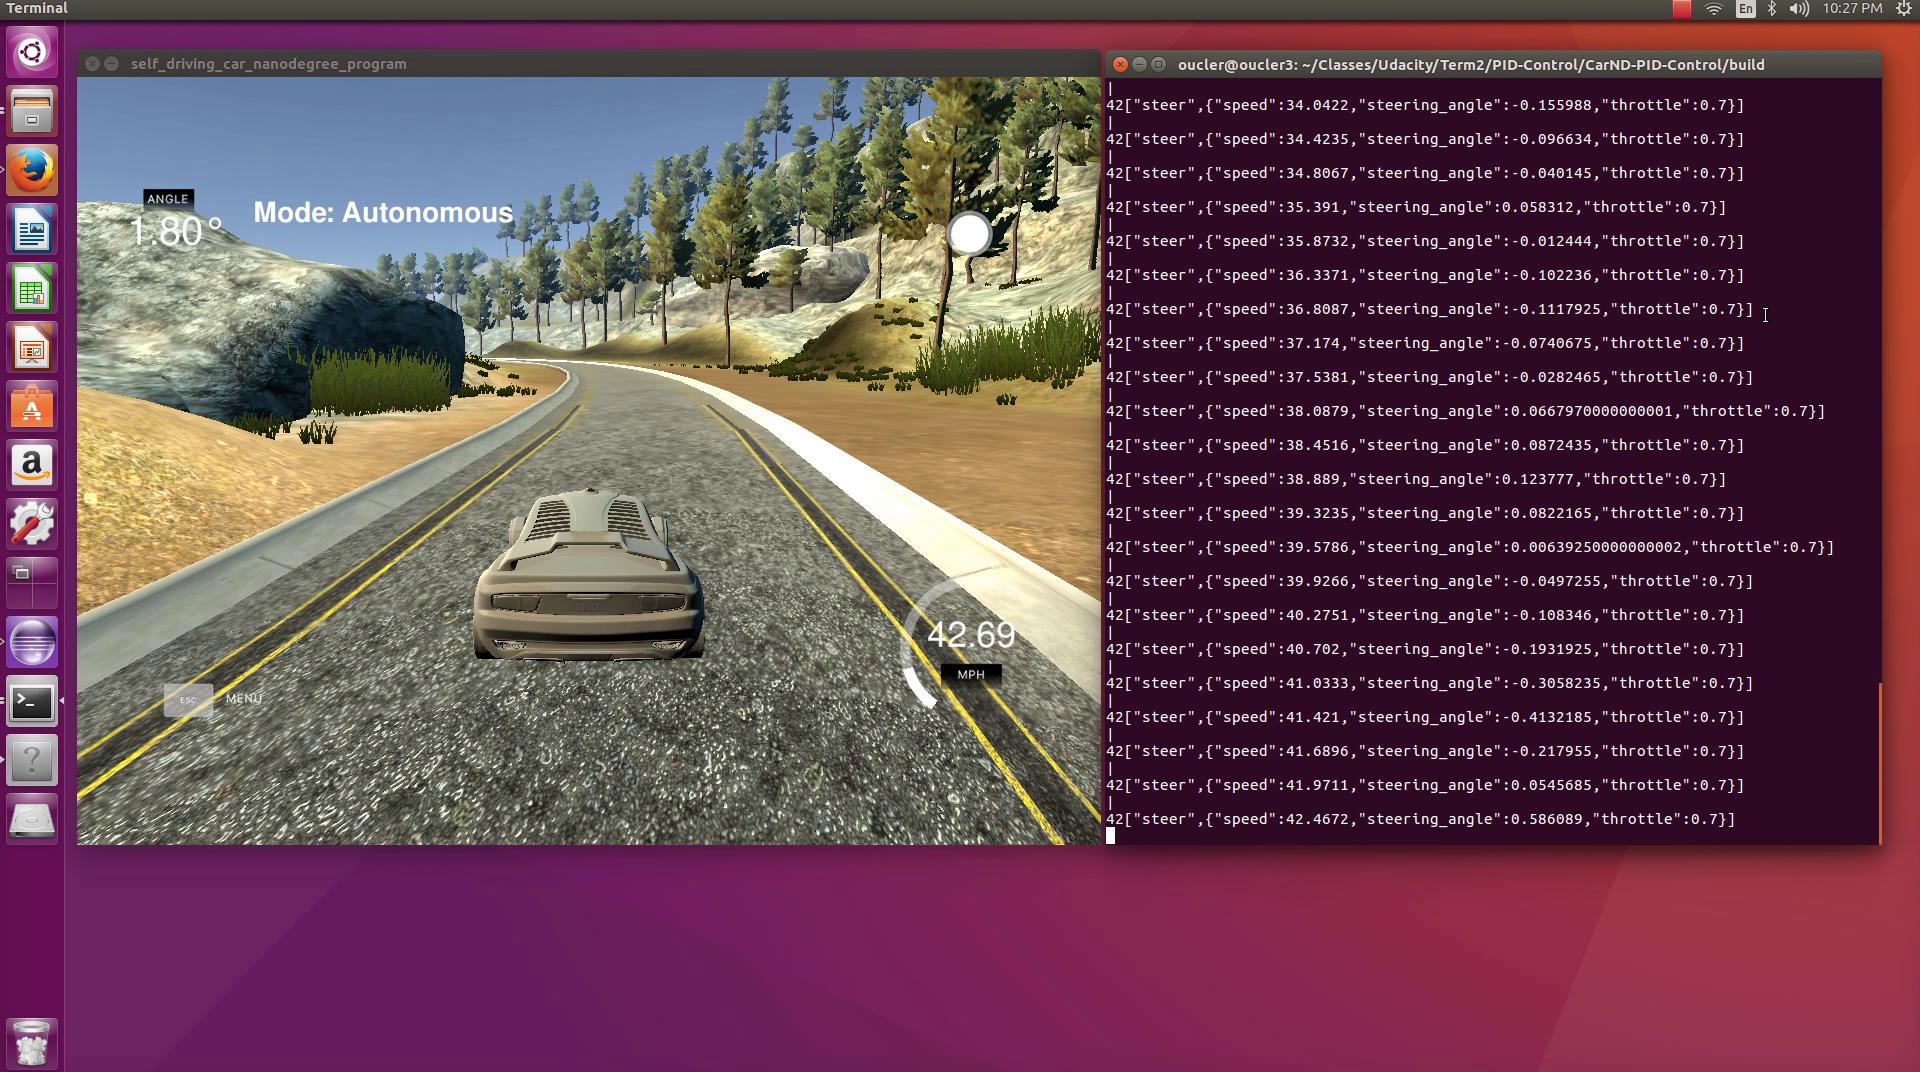 Terminal
En
10:27 PM
self_driving_car_nanodegree_program
ANGLE
1.80°
Mode: Autonomous
42.69
MPH
ESC
MENU
oucler@oucler3: ~/Classes/Udacity/Term2/PID-Control/CarND-PID-Control/build
|
42["steer",{"speed":34.0422,"steering_angle":-0.155988,"throttle":0.7}]
|
42["steer",{"speed":34.4235,"steering_angle":-0.096634,"throttle":0.7}]
|
42["steer",{"speed":34.8067,"steering_angle":-0.040145,"throttle":0.7}]
|
42["steer",{"speed":35.391,"steering_angle":0.058312,"throttle":0.7}]
|
42["steer",{"speed":35.8732,"steering_angle":-0.012444,"throttle":0.7}]
|
42["steer",{"speed":36.3371,"steering_angle":-0.102236,"throttle":0.7}]
|
42["steer",{"speed":36.8087,"steering_angle":-0.1117925,"throttle":0.7}]
|
42["steer",{"speed":37.174,"steering_angle":-0.0740675,"throttle":0.7}]
|
42["steer",{"speed":37.5381,"steering_angle":-0.0282465,"throttle":0.7}]
|
42["steer",{"speed":38.0879,"steering_angle":0.0667970000000001,"throttle":0.7}]
|
42["steer",{"speed":38.4516,"steering_angle":0.0872435,"throttle":0.7}]
|
42["steer",{"speed":38.889,"steering_angle":0.123777,"throttle":0.7}]
|
42["steer",{"speed":39.3235,"steering_angle":0.0822165,"throttle":0.7}]
|
42["steer",{"speed":39.5786,"steering_angle":0.00639250000000002,"throttle":0.7}]
|
42["steer",{"speed":39.9266,"steering_angle":-0.0497255,"throttle":0.7}]
|
42["steer",{"speed":40.2751,"steering_angle":-0.108346,"throttle":0.7}]
|
42["steer",{"speed":40.702,"steering_angle":-0.1931925,"throttle":0.7}]
|
42["steer",{"speed":41.0333,"steering_angle":-0.3058235,"throttle":0.7}]
|
42["steer",{"speed":41.421,"steering_angle":-0.4132185,"throttle":0.7}]
|
42["steer",{"speed":41.6896,"steering_angle":-0.217955,"throttle":0.7}]
|
42["steer",{"speed":41.9711,"steering_angle":0.0545685,"throttle":0.7}]
|
42["steer",{"speed":42.4672,"steering_angle":0.586089,"throttle":0.7}]